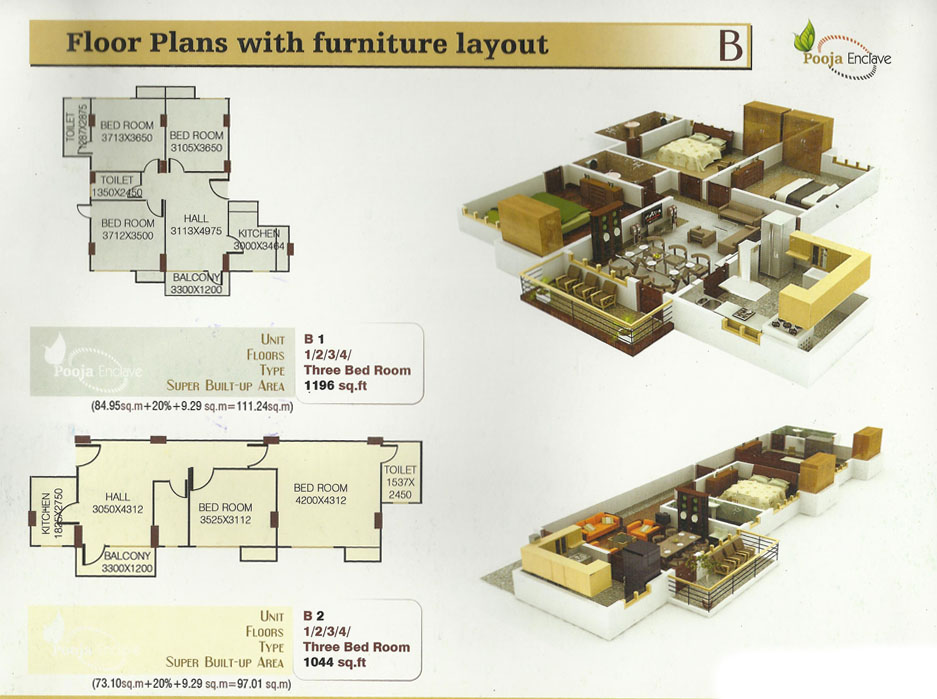 Floor Plans with furniture layout
B
Pooja Enclave
TOILET
1287X2875
BED ROOM
3713X3650
BED ROOM
3105X3650
TOILET
1350X2450
BED ROOM
3712X3500
HALL
3113X4975
KITCHEN
3000X3464
BALCONY
3300X1200
Pooja Enclave
UNIT B 1
FLOORS 1/2/3/4/
TYPE Three Bed Room
SUPER BUILT-UP AREA 1196 sq.ft
(84.95sq.m+20%+9.29 sq.m=111.24sq.m)
KITCHEN
1825X2750
HALL
3050X4312
BED ROOM
3525X3112
BED ROOM
4200X4312
TOILET
1537X
2450
BALCONY
3300X1200
Pooja Enclave
UNIT B 2
FLOORS 1/2/3/4/
TYPE Three Bed Room
SUPER BUILT-UP AREA 1044 sq.ft
(73.10sq.m+20%+9.29 sq.m=97.01 sq.m)